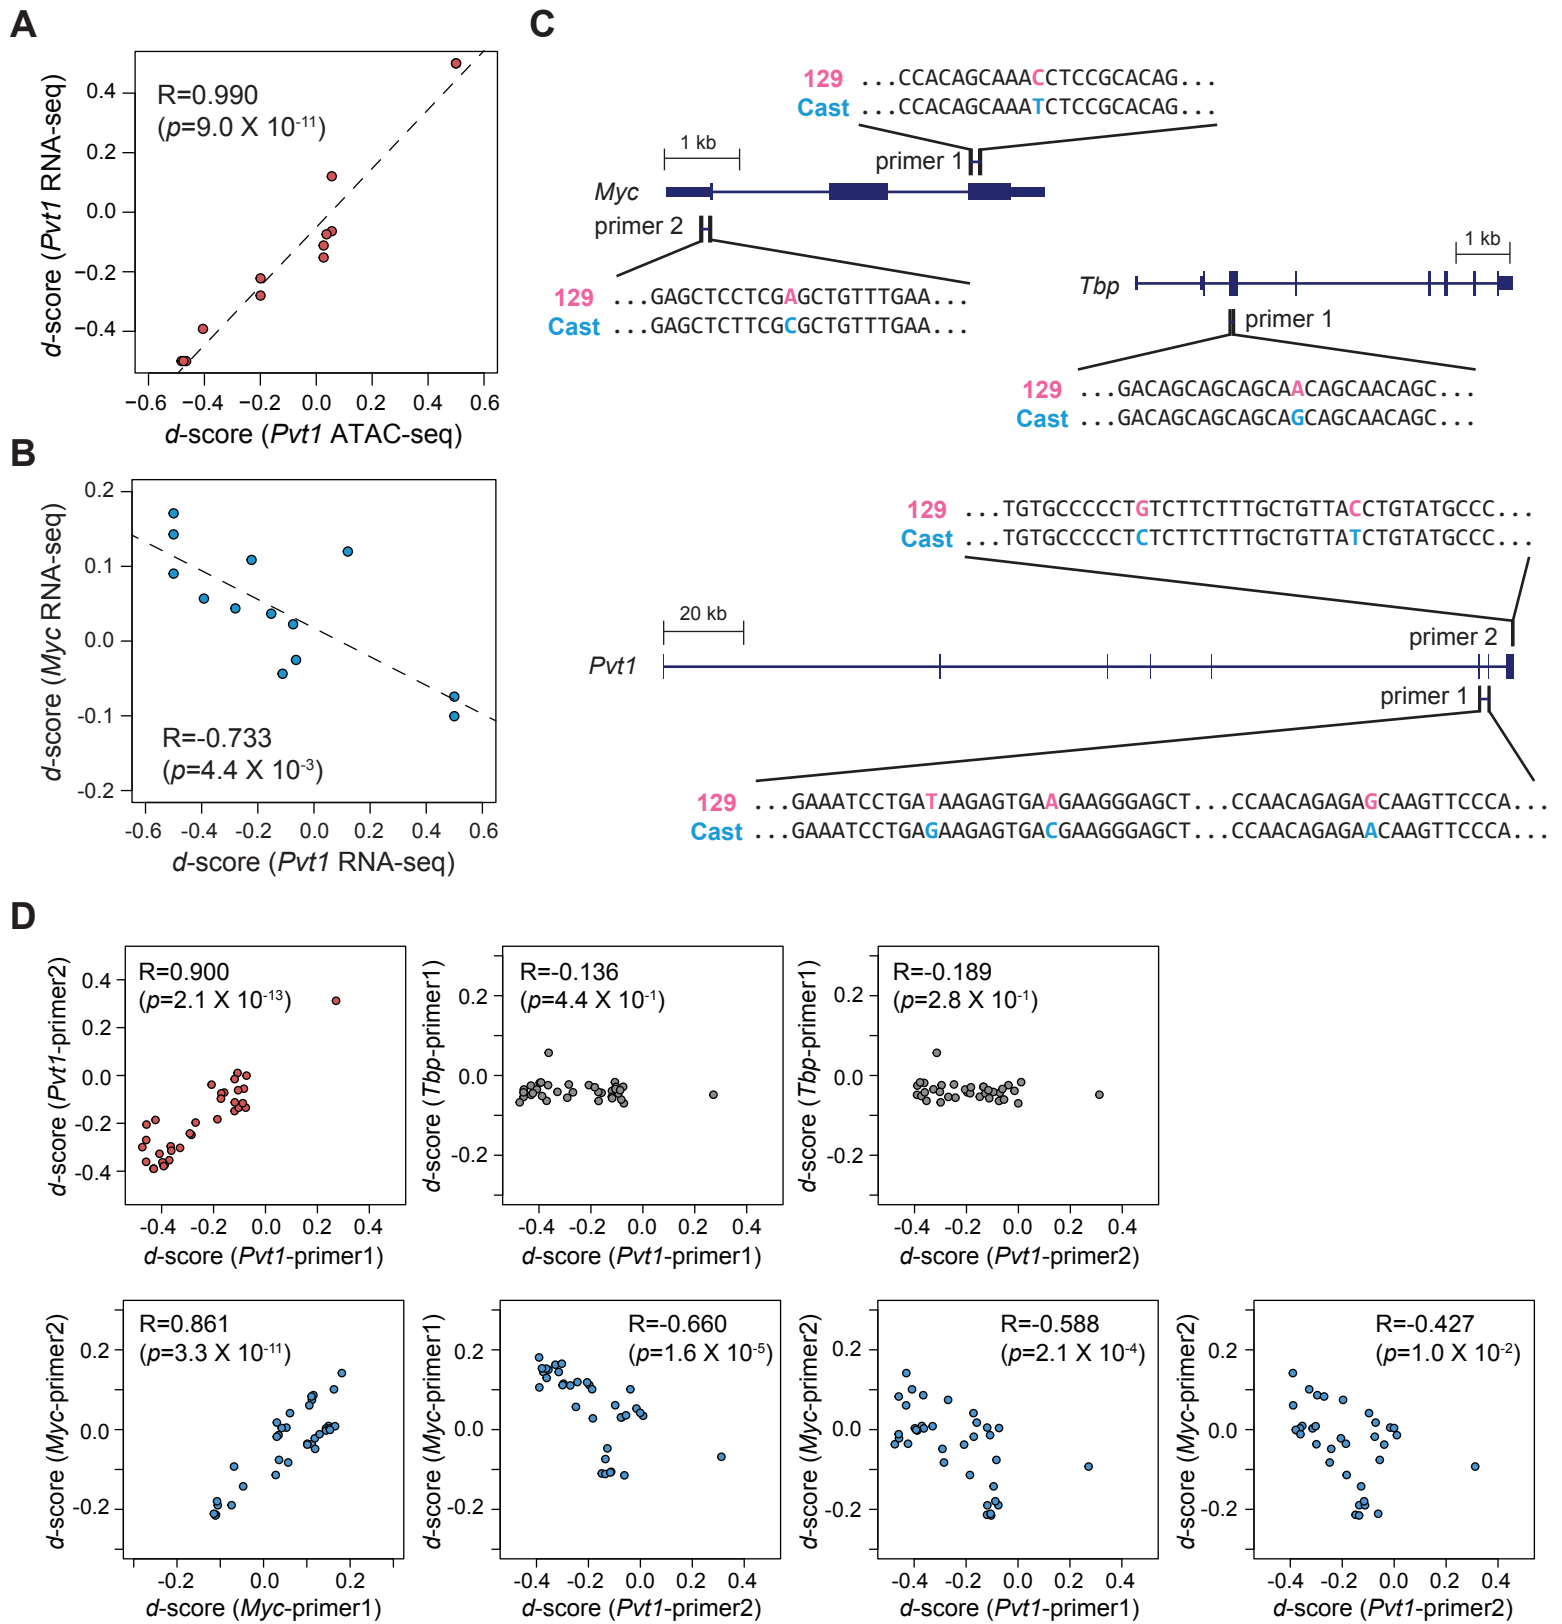 A
R=0.990
(p=9.0 X 10-11)
d-score (Pvt1 RNA-seq)
0.4
0.2
0.0
−0.2
−0.4
−0.6 −0.4 −0.2 0.0 0.2 0.4 0.6
d-score (Pvt1 ATAC-seq)
B
R=-0.733
(p=4.4 X 10-3)
d-score (Myc RNA-seq)
0.2
0.1
0.0
-0.1
-0.2
-0.6 -0.4 -0.2 0.0 0.2 0.4 0.6
d-score (Pvt1 RNA-seq)
C
129 ...CCACAGCAAACCTCCGCACAG...
Cast ...CCACAGCAAATCTCCGCACAG...
1 kb
primer 1
Myc
primer 2
129 ...GAGCTCCTCGAGCTGTTTGAA...
Cast ...GAGCTCTTCGCGCTGTTTGAA...
1 kb
Tbp
primer 1
129 ...GACAGCAGCAGCAACAGCAACAGC...
Cast ...GACAGCAGCAGCAGCAGCAACAGC...
129 ...TGTGCCCCCTGTCTTCTTTGCTGTTACCTGTATGCCC...
Cast ...TGTGCCCCCTCTCTTCTTTGCTGTTATCTGTATGCCC...
20 kb
primer 2
Pvt1
primer 1
129 ...GAAATCCTGATAAGAGTGAAGAAGGGAGCT...CCAACAGAGAGCAAGTTCCCA...
Cast ...GAAATCCTGAGAAGAGTGACGAAGGGAGCT...CCAACAGAGAACAAGTTCCCA...
D
R=0.900
(p=2.1 X 10-13)
d-score (Pvt1-primer2)
0.4
0.2
0.0
-0.2
-0.4
-0.4 -0.2 0.0 0.2 0.4
d-score (Pvt1-primer1)
R=-0.136
(p=4.4 X 10-1)
d-score (Tbp-primer1)
0.2
0.0
-0.2
-0.4 -0.2 0.0 0.2 0.4
d-score (Pvt1-primer1)
R=-0.189
(p=2.8 X 10-1)
d-score (Tbp-primer1)
0.2
0.0
-0.2
-0.4 -0.2 0.0 0.2 0.4
d-score (Pvt1-primer2)
R=0.861
(p=3.3 X 10-11)
d-score (Myc-primer2)
0.2
0.0
-0.2
-0.2 0.0 0.2
d-score (Myc-primer1)
R=-0.660
(p=1.6 X 10-5)
d-score (Myc-primer1)
0.2
0.0
-0.2
-0.4 -0.2 0.0 0.2 0.4
d-score (Pvt1-primer2)
R=-0.588
(p=2.1 X 10-4)
d-score (Myc-primer2)
0.2
0.0
-0.2
-0.4 -0.2 0.0 0.2 0.4
d-score (Pvt1-primer1)
R=-0.427
(p=1.0 X 10-2)
d-score (Myc-primer2)
0.2
0.0
-0.2
-0.4 -0.2 0.0 0.2 0.4
d-score (Pvt1-primer2)